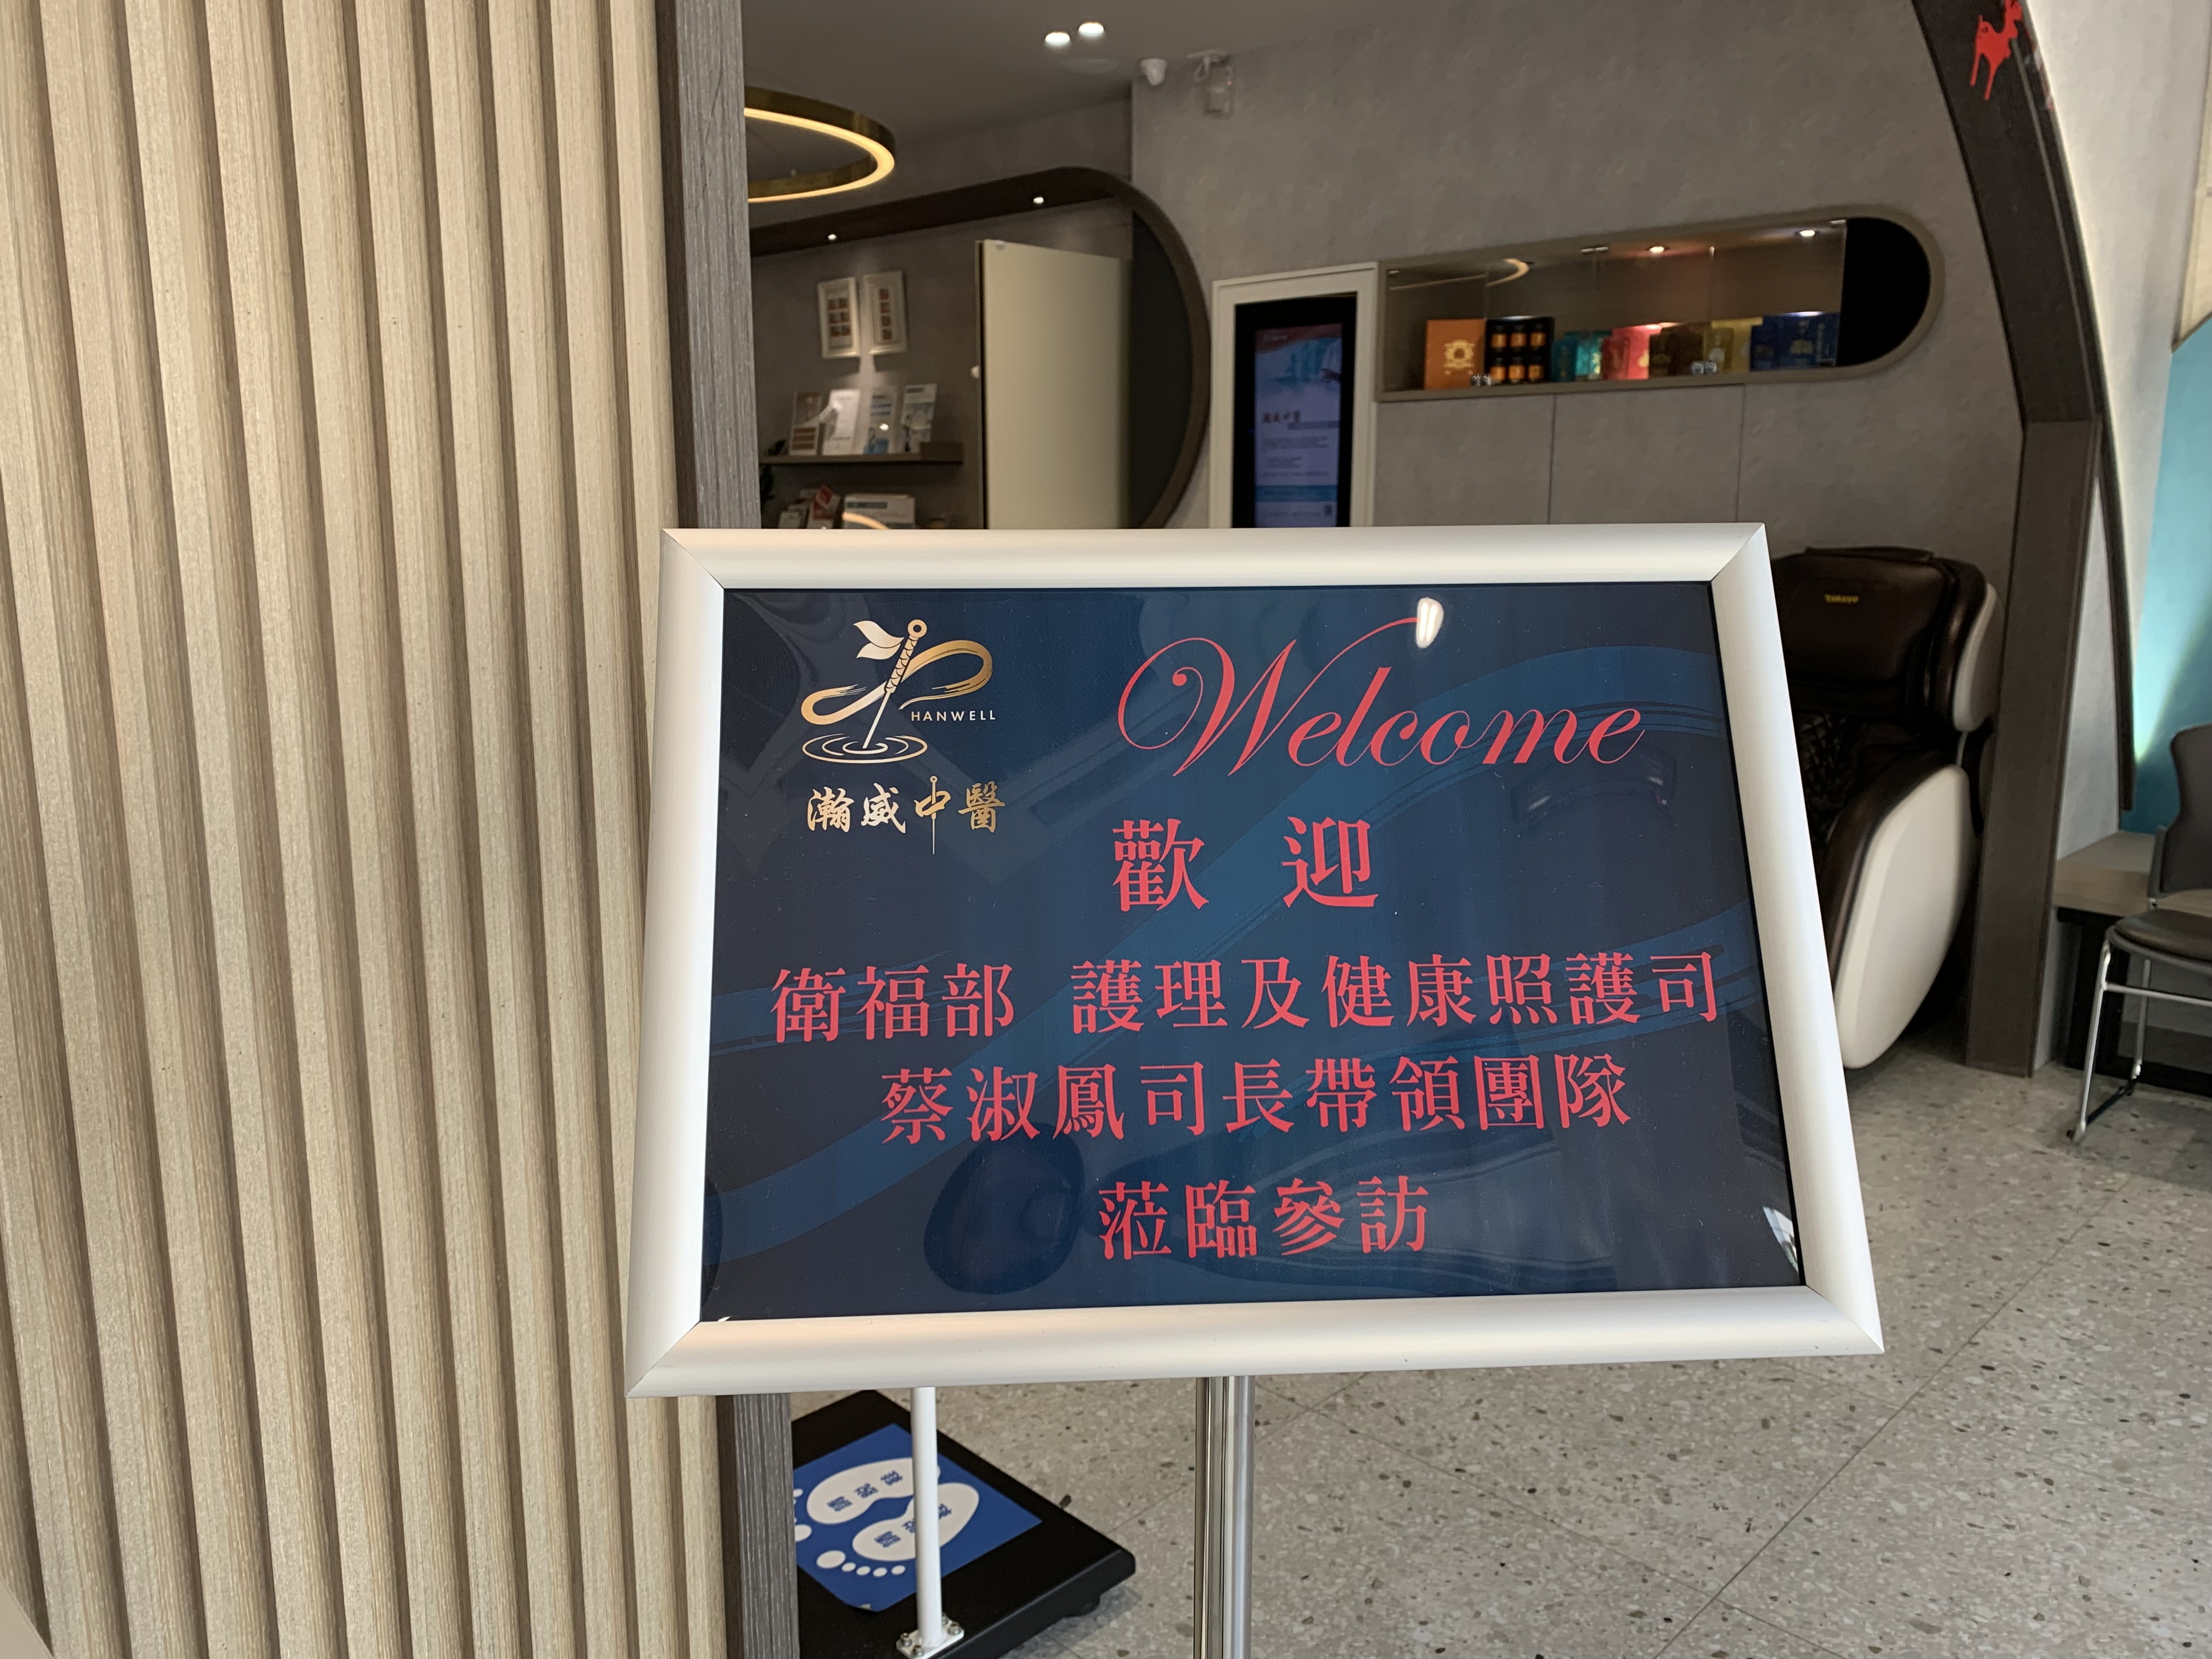 Takuyo
HANWELL
瀚威中醫
Welcome
歡 迎
衛福部 護理及健康照護司
蔡淑鳳司長帶領團隊
蒞臨參訪